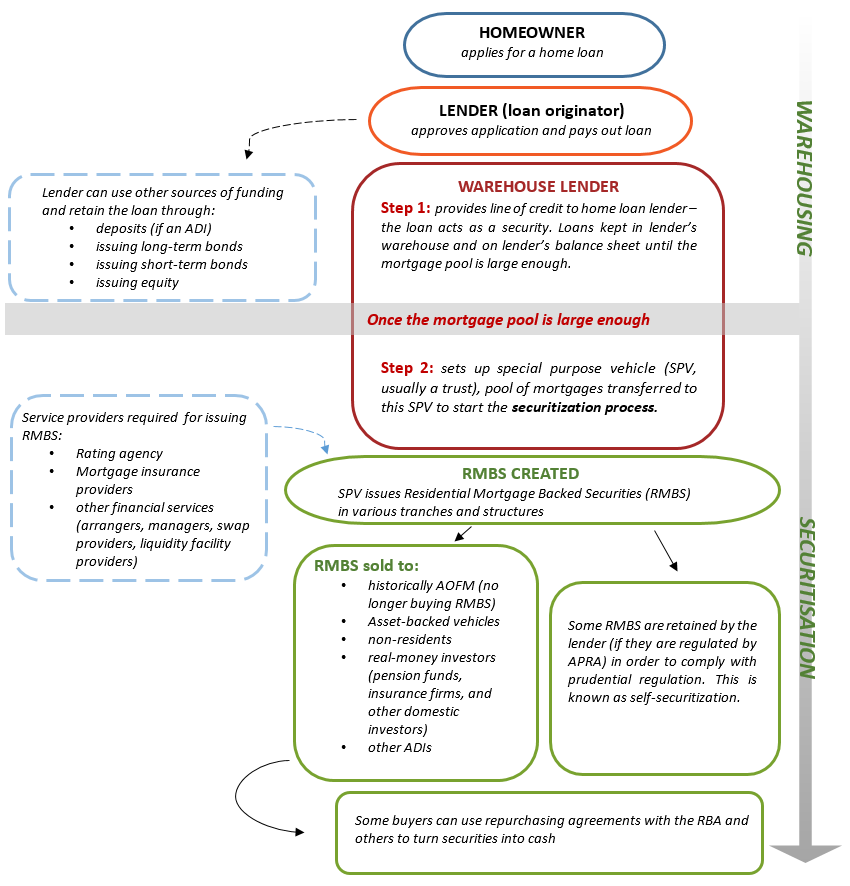 HOMEOWNER
applies for a home loan
LENDER (loan originator)
approves application and pays out loan
WAREHOUSING
Lender can use other sources of funding
and retain the loan through:
• deposits (if an ADI)
• issuing long-term bonds
• issuing short-term bonds
• issuing equity
WAREHOUSE LENDER
Step 1: provides line of credit to home loan lender –
the loan acts as a security. Loans kept in lender's
warehouse and on lender's balance sheet until the
mortgage pool is large enough.
Once the mortgage pool is large enough
Step 2: sets up special purpose vehicle (SPV,
usually a trust), pool of mortgages transferred to
this SPV to start the securitization process.
Service providers required for issuing
RMBS:
• Rating agency
• Mortgage insurance
providers
• other financial services
(arrangers, managers, swap
providers, liquidity facility
providers)
RMBS CREATED
SPV issues Residential Mortgage Backed Securities (RMBS)
in various tranches and structures
SECURITISATION
RMBS sold to:
• historically AOFM (no
longer buying RMBS)
• Asset-backed vehicles
• non-residents
• real-money investors
(pension funds,
insurance firms, and
other domestic
investors)
• other ADIs
Some RMBS are retained by the
lender (if they are regulated by
APRA) in order to comply with
prudential regulation. This is
known as self-securitization.
Some buyers can use repurchasing agreements with the RBA and
others to turn securities into cash